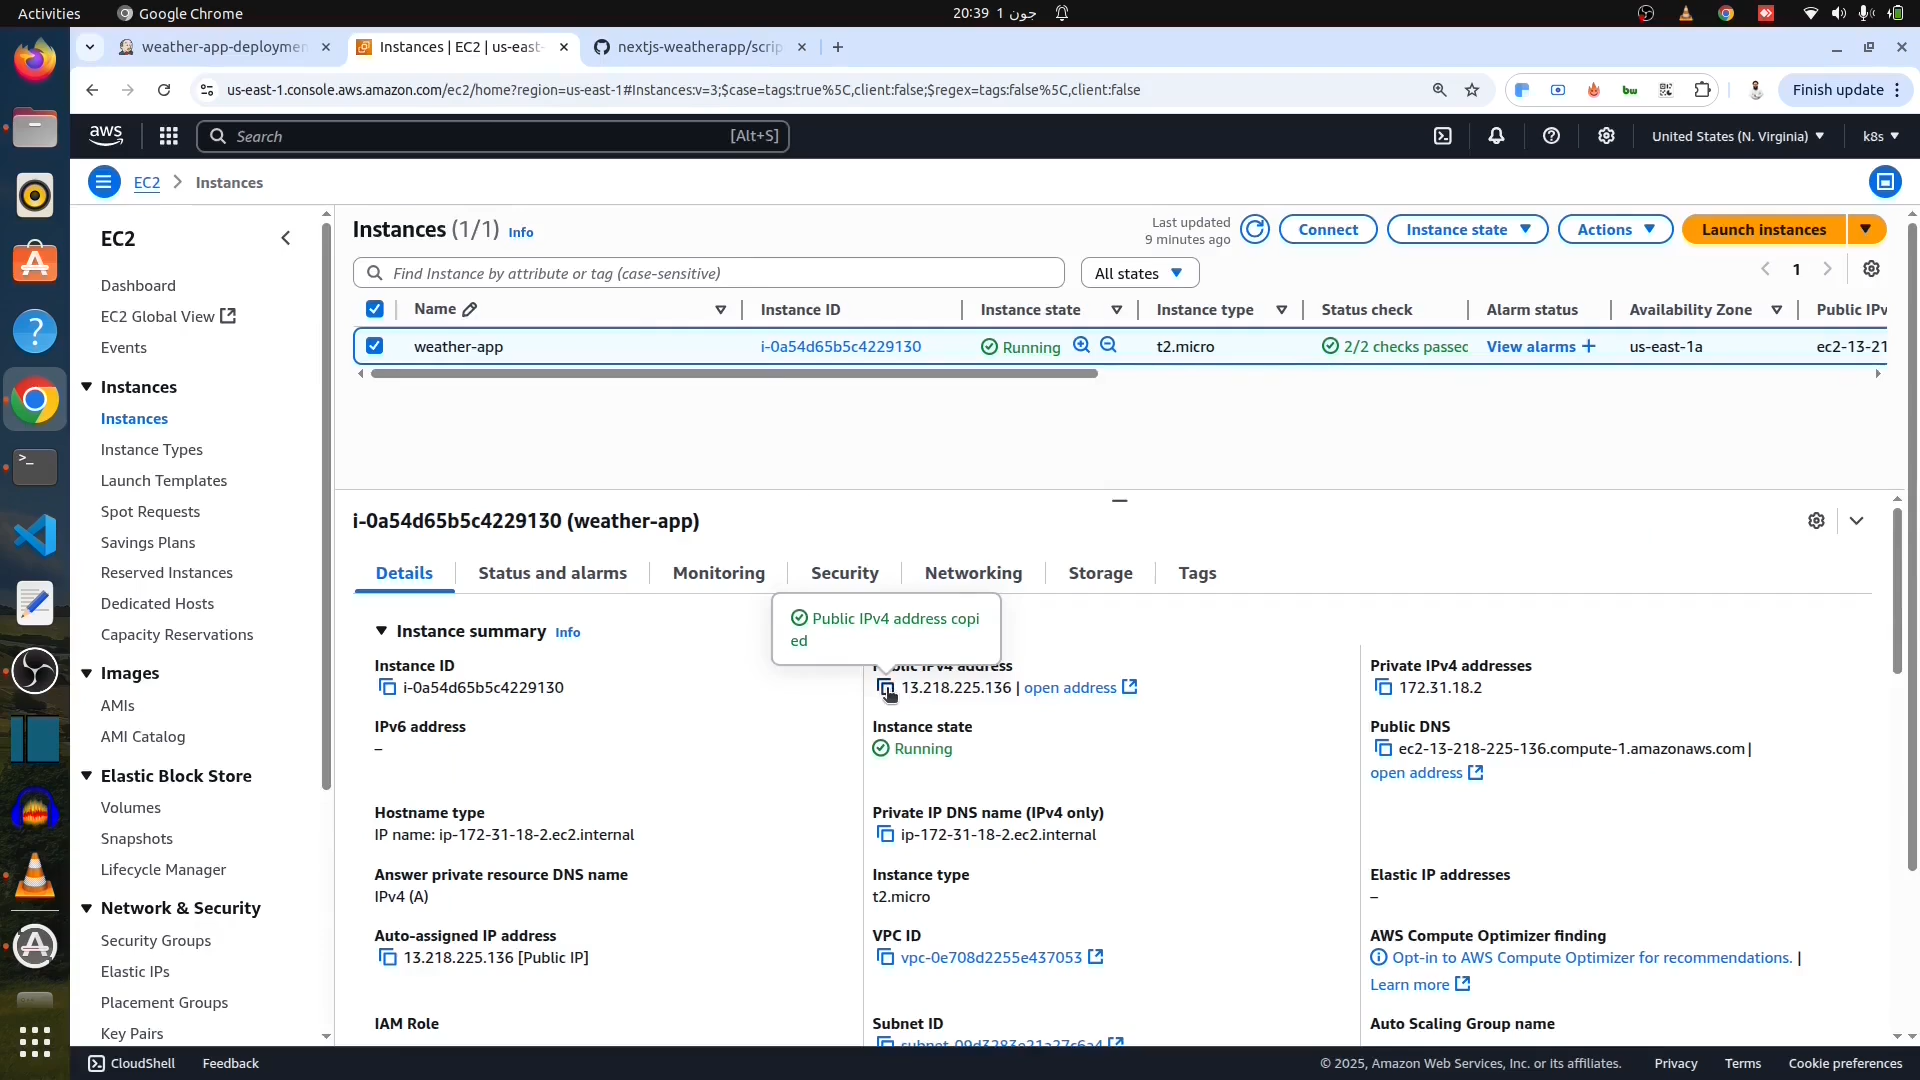 Activities
Google Chrome
20:39 1 جون
weather-app-deploymen
Instances | EC2 | us-east-
nextjs-weatherapp/scrip
us-east-1.console.aws.amazon.com/ec2/home?region=us-east-1#Instances:v=3;$case=tags:true%5C,client:false;$regex=tags:false%5C,client:false
Finish update
aws
Search
[Alt+S]
United States (N. Virginia)
k8s
EC2
Instances
EC2
Dashboard
EC2 Global View
Events
Instances
Instances
Instance Types
Launch Templates
Spot Requests
Savings Plans
Reserved Instances
Dedicated Hosts
Capacity Reservations
Images
AMIs
AMI Catalog
Elastic Block Store
Volumes
Snapshots
Lifecycle Manager
Network & Security
Security Groups
Elastic IPs
Placement Groups
Key Pairs
Instances (1/1) Info
Last updated
9 minutes ago
Connect
Instance state
Actions
Launch instances
Find Instance by attribute or tag (case-sensitive)
All states
1
Name
Instance ID
Instance state
Instance type
Status check
Alarm status
Availability Zone
Public IPv
weather-app
i-0a54d65b5c4229130
Running
t2.micro
2/2 checks passec
View alarms +
us-east-1a
ec2-13-21
i-0a54d65b5c4229130 (weather-app)
Details
Status and alarms
Monitoring
Security
Networking
Storage
Tags
Public IPv4 address copi
ed
Instance summary Info
Instance ID
i-0a54d65b5c4229130
Public IPv4 address
13.218.225.136 | open address
Private IPv4 addresses
172.31.18.2
IPv6 address
–
Instance state
Running
Public DNS
ec2-13-218-225-136.compute-1.amazonaws.com |
open address
Hostname type
IP name: ip-172-31-18-2.ec2.internal
Private IP DNS name (IPv4 only)
ip-172-31-18-2.ec2.internal
Answer private resource DNS name
IPv4 (A)
Instance type
t2.micro
Elastic IP addresses
–
Auto-assigned IP address
13.218.225.136 [Public IP]
VPC ID
vpc-0e708d2255e437053
AWS Compute Optimizer finding
Opt-in to AWS Compute Optimizer for recommendations. |
Learn more
IAM Role
Subnet ID
subnet-09d3283e21a27c6a4
Auto Scaling Group name
CloudShell
Feedback
© 2025, Amazon Web Services, Inc. or its affiliates.
Privacy
Terms
Cookie preferences